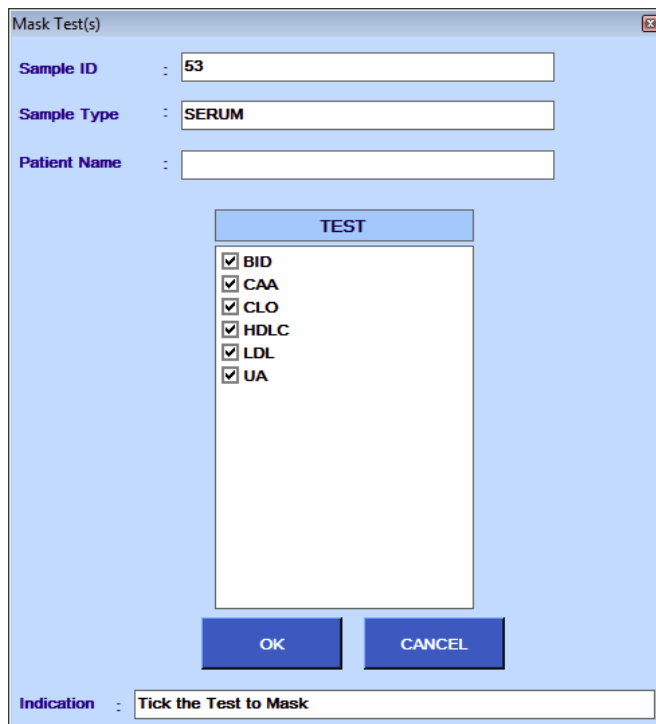 Mask Test(s)
Sample ID : 53
Sample Type : SERUM
Patient Name :
TEST
BID
CAA
CLO
HDLC
LDL
UA
OK CANCEL
Indication : Tick the Test to Mask